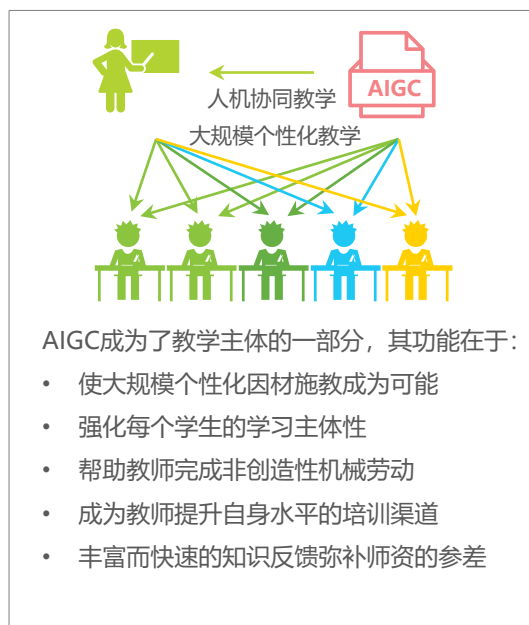 AIGC
人机协同教学
大规模个性化教学
AIGC成为了教学主体的一部分，其功能在于：
• 使大规模个性化因材施教成为可能
• 强化每个学生的学习主体性
• 帮助教师完成非创造性机械劳动
• 成为教师提升自身水平的培训渠道
• 丰富而快速的知识反馈弥补师资的参差